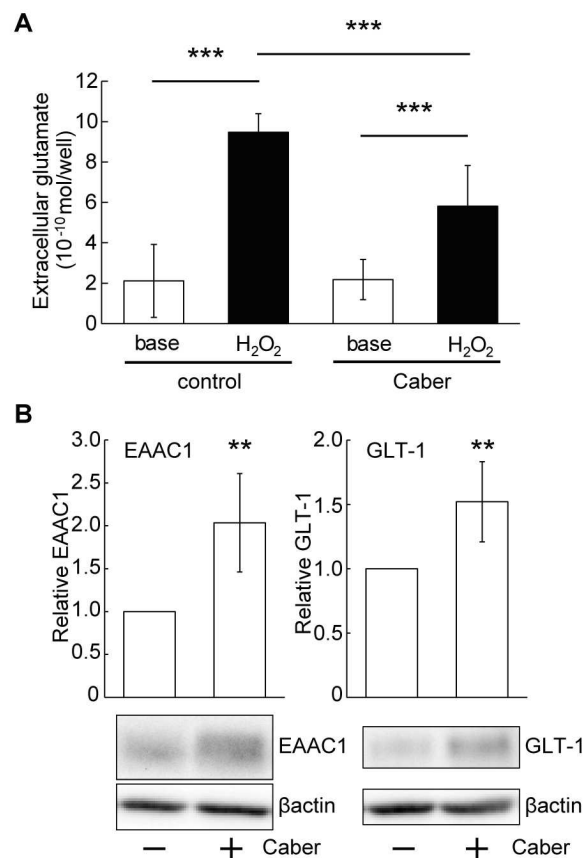 A
***
***
***
Extracellular glutamate
(10⁻¹⁰mol/well)
12
10
8
6
4
2
0
base
H₂O₂
base
H₂O₂
control
Caber
B
Relative EAAC1
3.0
2.5
2.0
1.5
1.0
0.5
0
EAAC1
**
Relative GLT-1
2.0
1.5
1.0
0.5
0
GLT-1
**
EAAC1
βactin
− + Caber
GLT-1
βactin
− + Caber